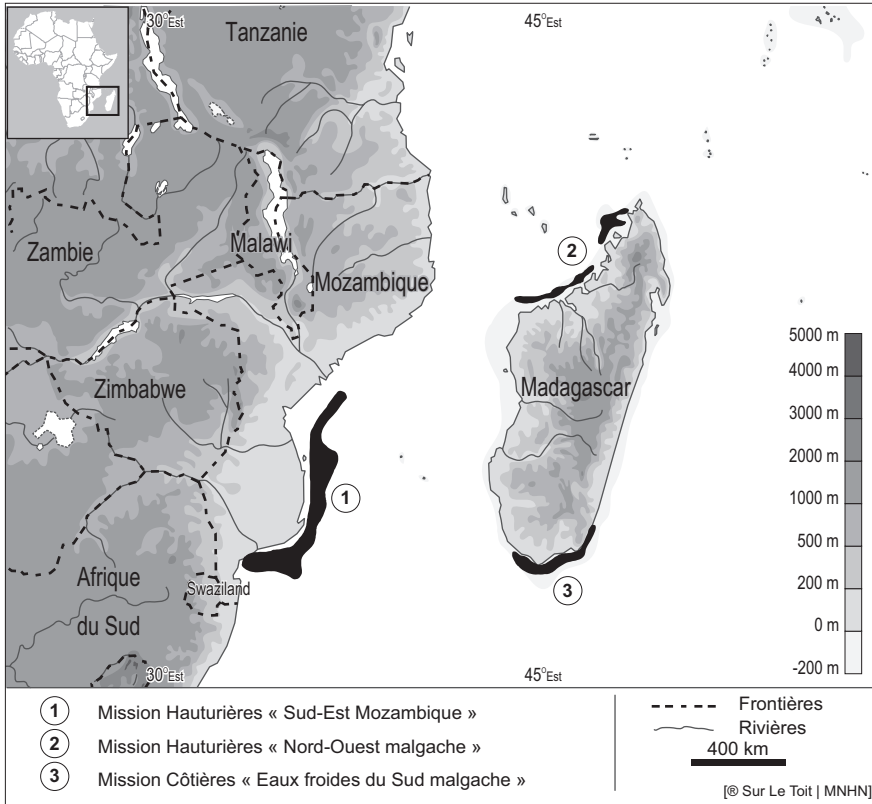 30°Est
45°Est
Tanzanie
Zambie
Malawi
Mozambique
2
Zimbabwe
Madagascar
1
Afrique
du Sud
Swaziland
3
30°Est
45°Est
5000 m
4000 m
3000 m
2000 m
1000 m
500 m
200 m
0 m
-200 m
1 Mission Hauturières « Sud-Est Mozambique »
2 Mission Hauturières « Nord-Ouest malgache »
3 Mission Côtières « Eaux froides du Sud malgache »
Frontières
Rivières
400 km
[® Sur Le Toit | MNHN]